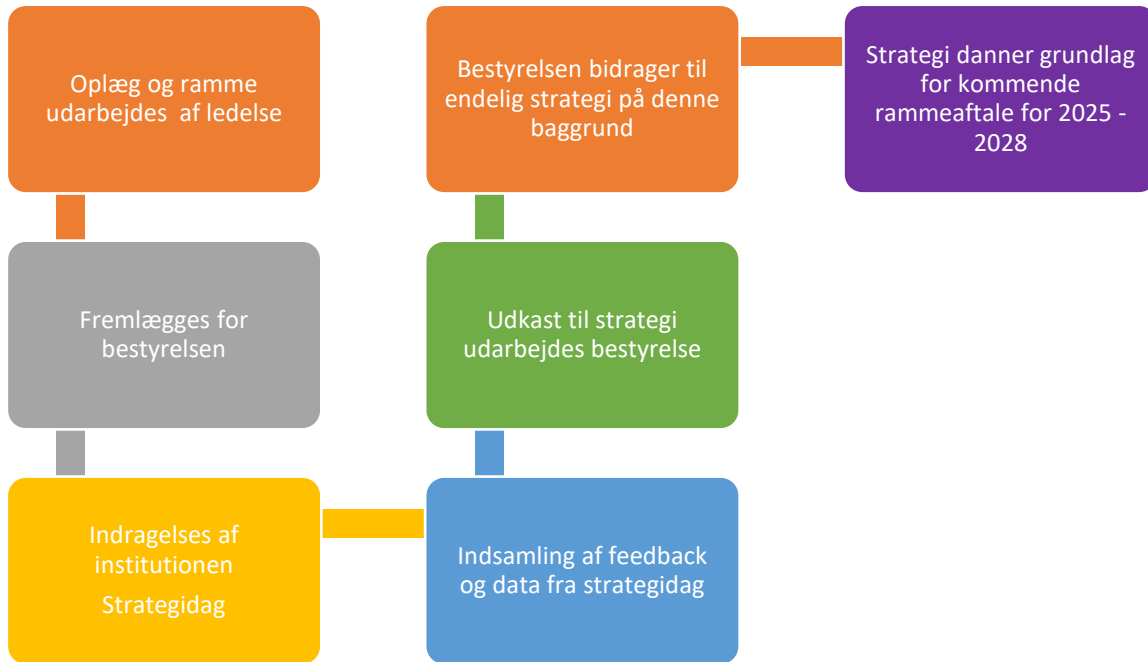 Oplæg og ramme
udarbejdes  af ledelse
Fremlægges for
bestyrelsen
Indragelses af
institutionen
Strategidag
Indsamling af feedback
og data fra strategidag
Udkast til strategi
udarbejdes bestyrelse
Bestyrelsen bidrager til
endelig strategi på denne
baggrund
Strategi danner grundlag
for kommende
rammeaftale for 2025 -
2028